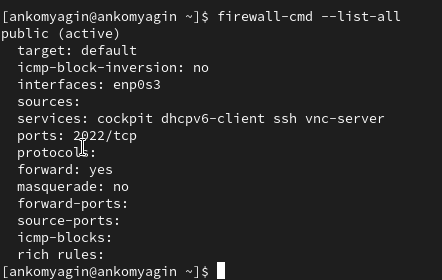 [ankomyagin@ankomyagin ~]$ firewall-cmd --list-all
public (active)
  target: default
  icmp-block-inversion: no
  interfaces: enp0s3
  sources:
  services: cockpit dhcpv6-client ssh vnc-server
  ports: 2022/tcp
  protocols:
  forward: yes
  masquerade: no
  forward-ports:
  source-ports:
  icmp-blocks:
  rich rules:
[ankomyagin@ankomyagin ~]$